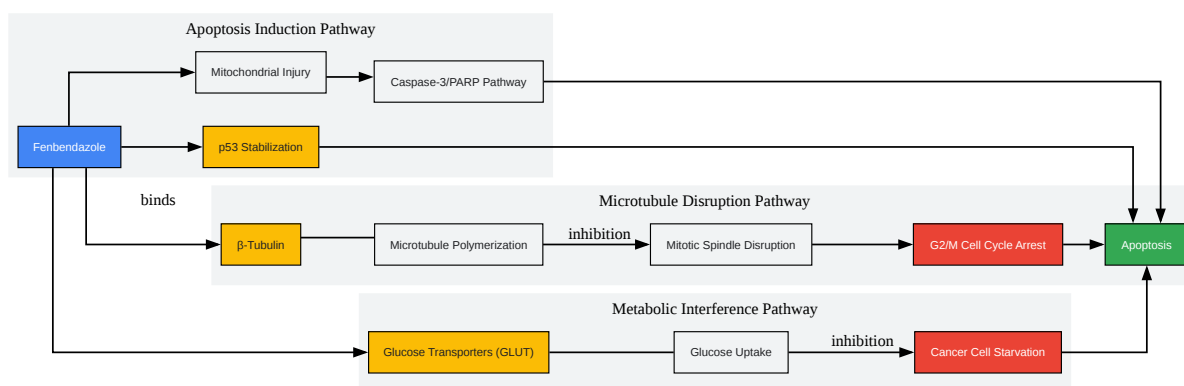 Apoptosis Induction Pathway
Mitochondrial Injury
Caspase-3/PARP Pathway
Fenbendazole
p53 Stabilization
binds
Microtubule Disruption Pathway
β-Tubulin
Microtubule Polymerization
inhibition
Mitotic Spindle Disruption
G2/M Cell Cycle Arrest
Apoptosis
Metabolic Interference Pathway
Glucose Transporters (GLUT)
Glucose Uptake
inhibition
Cancer Cell Starvation